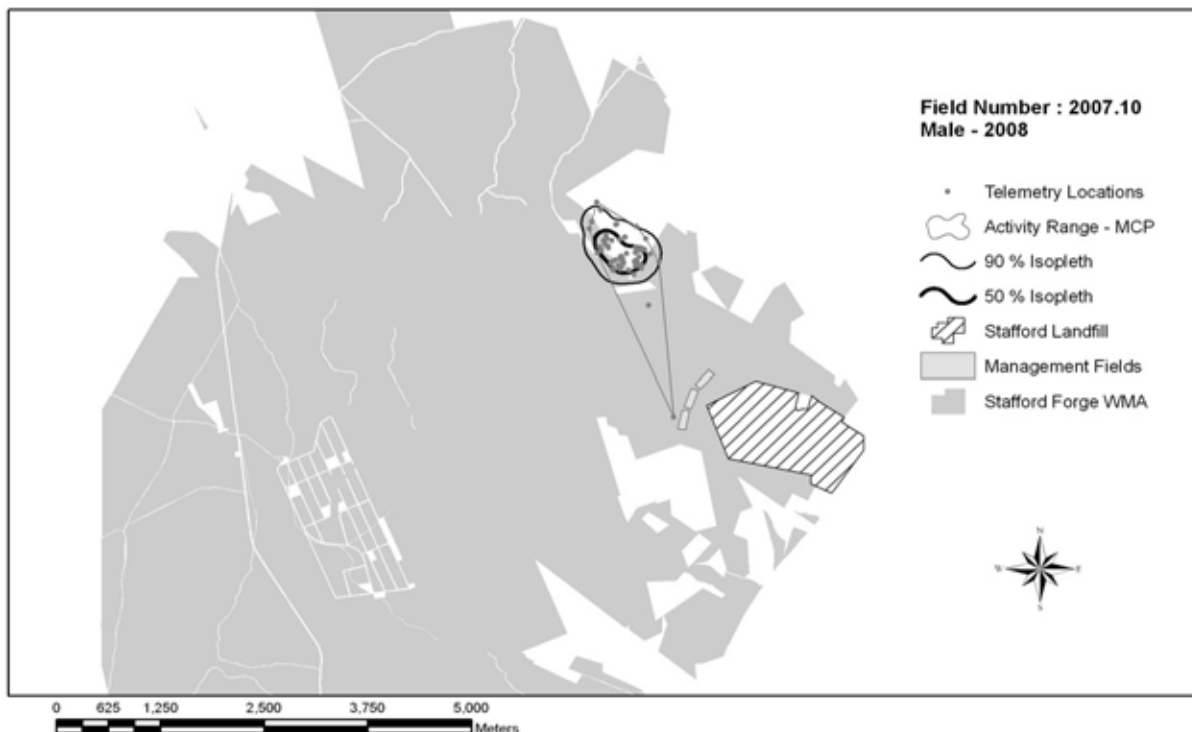 Field Number : 2007.10
Male - 2008
Telemetry Locations
Activity Range - MCP
90 % Isopleth
50 % Isopleth
Stafford Landfill
Management Fields
Stafford Forge WMA
N
W E
S
0 625 1,250 2,500 3,750 5,000
Meters